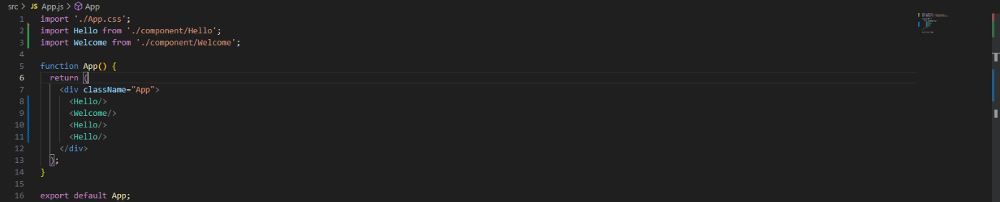 src > JS App.js > App
1 import './App.css';
2 import Hello from './component/Hello';
3 import Welcome from './component/Welcome';
4
5 function App() {
6   return (
7     <div className="App">
8       <Hello/>
9       <Welcome/>
10       <Hello/>
11       <Hello/>
12     </div>
13   );
14 }
15
16 export default App;